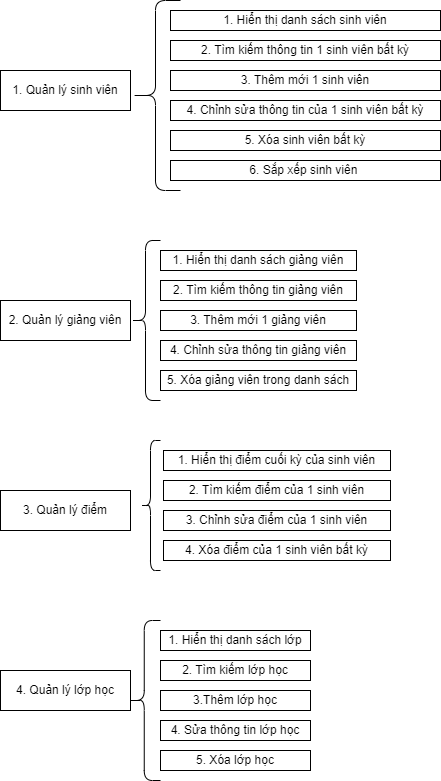 1. Quản lý sinh viên
1. Hiển thị danh sách sinh viên
2. Tìm kiếm thông tin 1 sinh viên bất kỳ
3. Thêm mới 1 sinh viên
4. Chỉnh sửa thông tin của 1 sinh viên bất kỳ
5. Xóa sinh viên bất kỳ
6. Sắp xếp sinh viên
2. Quản lý giảng viên
1. Hiển thị danh sách giảng viên
2. Tìm kiếm thông tin giảng viên
3. Thêm mới 1 giảng viên
4. Chỉnh sửa thông tin giảng viên
5. Xóa giảng viên trong danh sách
3. Quản lý điểm
1. Hiển thị điểm cuối kỳ của sinh viên
2. Tìm kiếm điểm của 1 sinh viên
3. Chỉnh sửa điểm của 1 sinh viên
4. Xóa điểm của 1 sinh viên bất kỳ
4. Quản lý lớp học
1. Hiển thị danh sách lớp
2. Tìm kiếm lớp học
3.Thêm lớp học
4. Sửa thông tin lớp học
5. Xóa lớp học